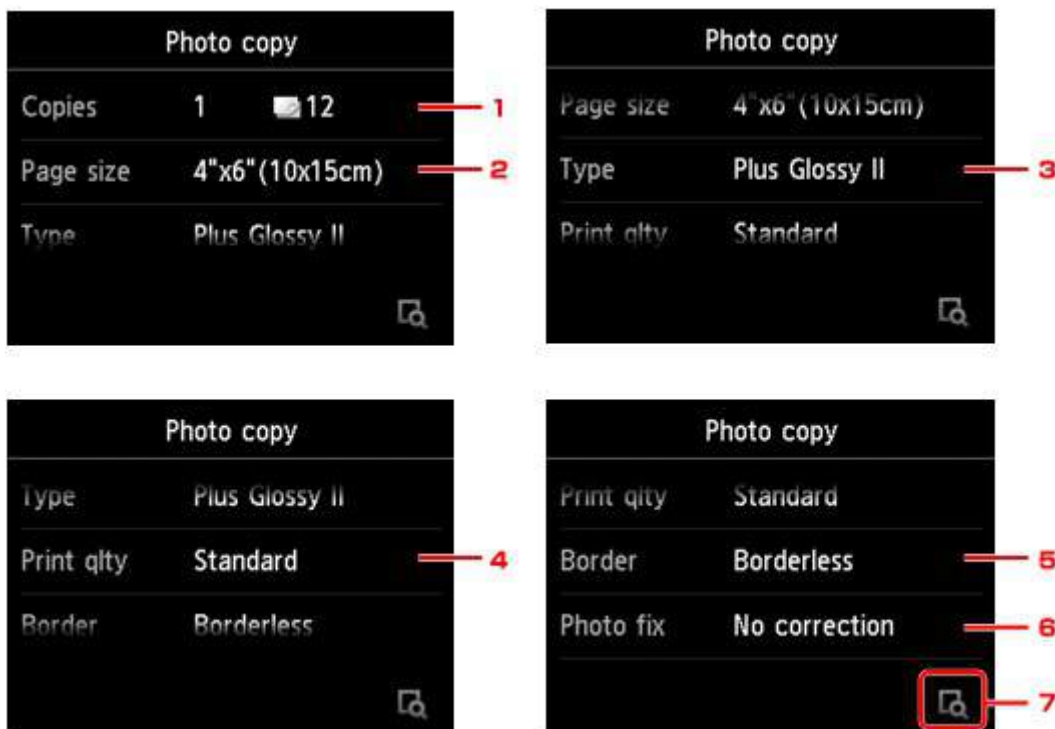 Photo copy
Copies 1 12 1
Page size 4"x6"(10x15cm) 2
Type Plus Glossy II
Photo copy
Page size 4"x6"(10x15cm)
Type Plus Glossy II 3
Print qlty Standard
Photo copy
Type Plus Glossy II
Print qlty Standard 4
Border Borderless
Photo copy
Print qlty Standard
Border Borderless 5
Photo fix No correction 6
7